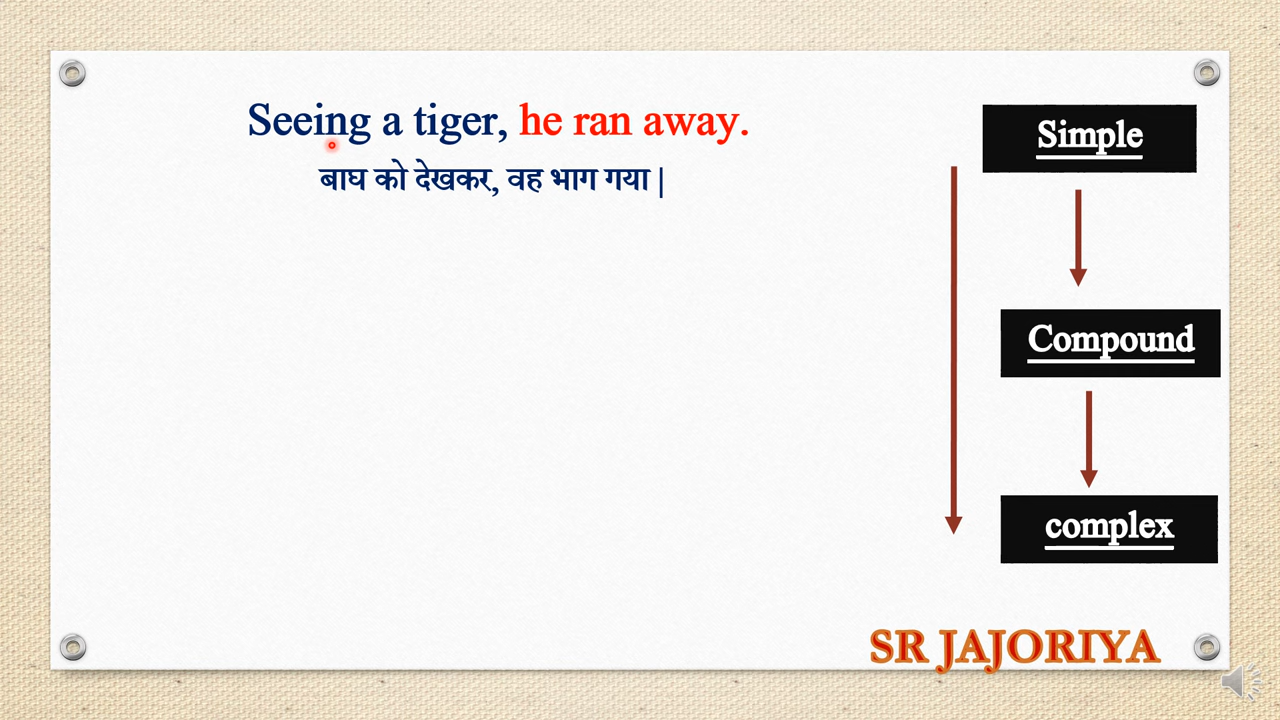 Seeing a tiger, he ran away.
बाघ को देखकर, वह भाग गया |
Simple
Compound
complex
SR JAJORIYA